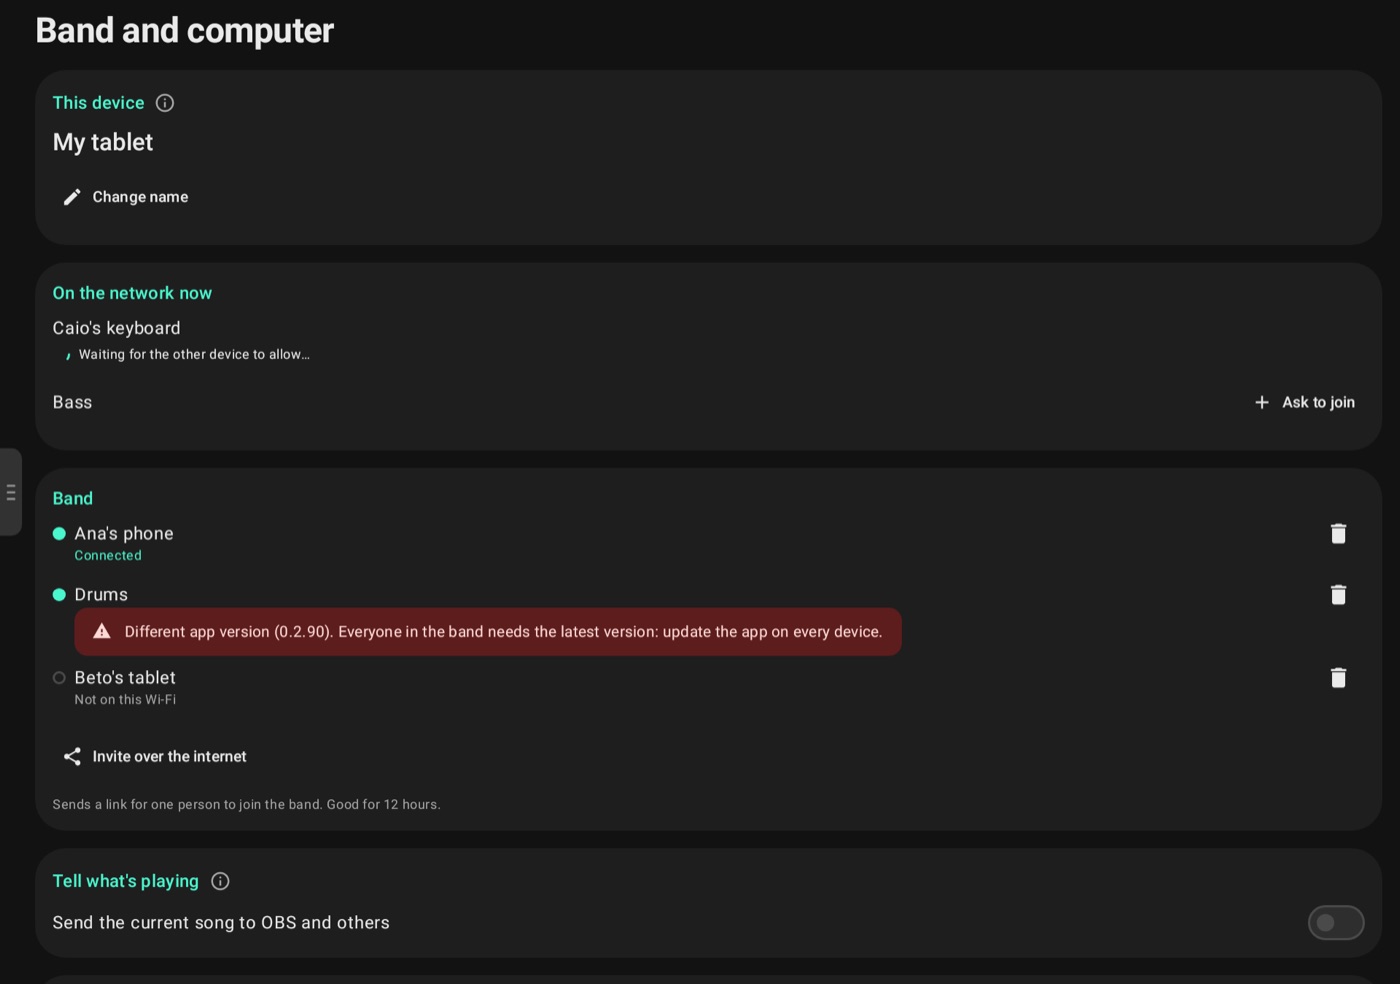 Band and computer
This device
My tablet
Change name
On the network now
Caio's keyboard
Waiting for the other device to allow…
Bass
Ask to join
Band
Ana's phone
Connected
Drums
Different app version (0.2.90). Everyone in the band needs the latest version: update the app on every device.
Beto's tablet
Not on this Wi-Fi
Invite over the internet
Sends a link for one person to join the band. Good for 12 hours.
Tell what's playing
Send the current song to OBS and others